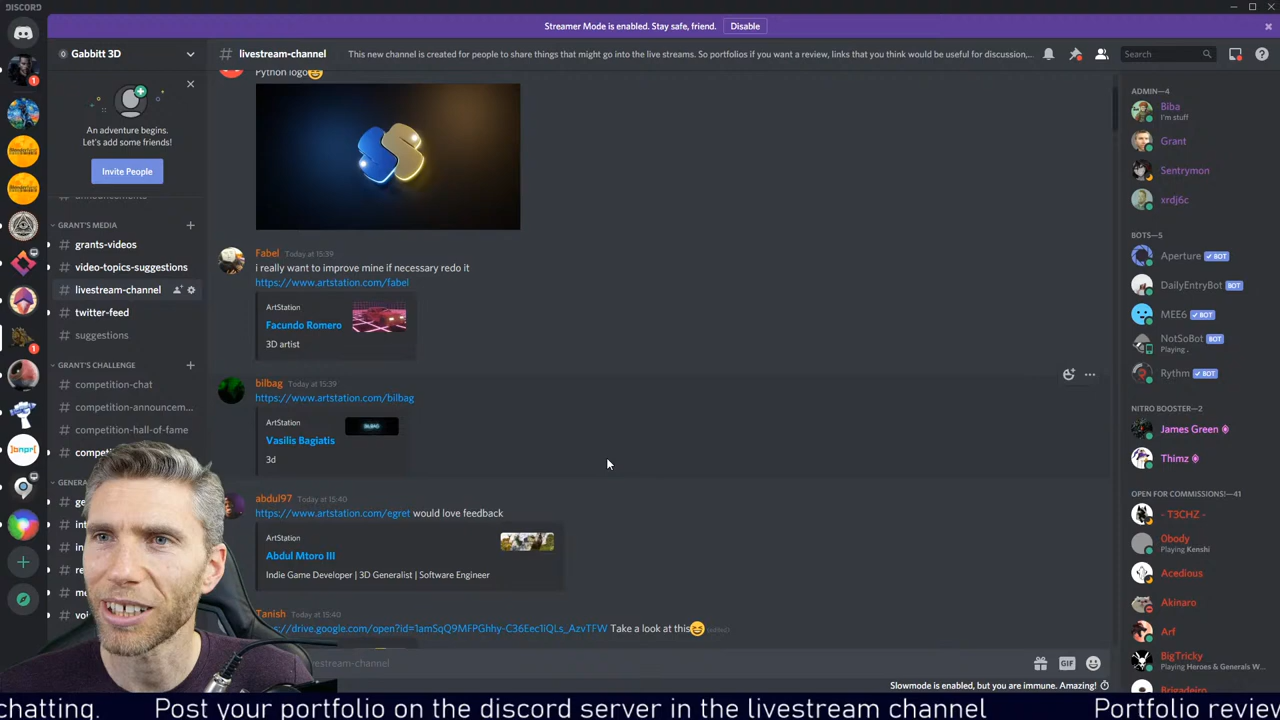 DISCORD
Streamer Mode is enabled. Stay safe, friend. Disable
Gabbitt 3D
An adventure begins.
Let's add some friends!
Invite People
announcements
GRANT'S MEDIA
grants-videos
video-topics-suggestions
livestream-channel
twitter-feed
suggestions
GRANT'S CHALLENGE
competition-chat
competition-announcem...
competition-hall-of-fame
# livestream-channel
This new channel is created for people to share things that might go into the live streams. So portfolios if you want a review, links that you think would be useful for discussion,...
Search
Python logo
Fabel Today at 15:39
i really want to improve mine if necessary redo it
https://www.artstation.com/fabel
ArtStation
Facundo Romero
3D artist
bilbag Today at 15:39
https://www.artstation.com/bilbag
ArtStation
Vasilis Bagiatis
3d
abdul97 Today at 15:40
https://www.artstation.com/egret would love feedback
ArtStation
Abdul Mtoro III
Indie Game Developer | 3D Generalist | Software Engineer
Tanish Today at 15:40
Take a look at this (edited)
livestream-channel
GIF
Slowmode is enabled, but you are immune. Amazing!
ADMIN—4
Biba
I'm stuff
Grant
Sentrymon
xrdj6c
BOTS—5
Aperture BOT
DailyEntryBot BOT
MEE6 BOT
NotSoBot BOT
Playing .
Rythm BOT
NITRO BOOSTER—2
James Green
Thimz
OPEN FOR COMMISSIONS!—41
- T3CHZ -
0body
Playing Kenshi
Acedious
Akinaro
Arf
BigTricky
Playing Heroes & Generals W...
Brigadeiro
chatting. Post your portfolio on the discord server in the livestream channel Portfolio review